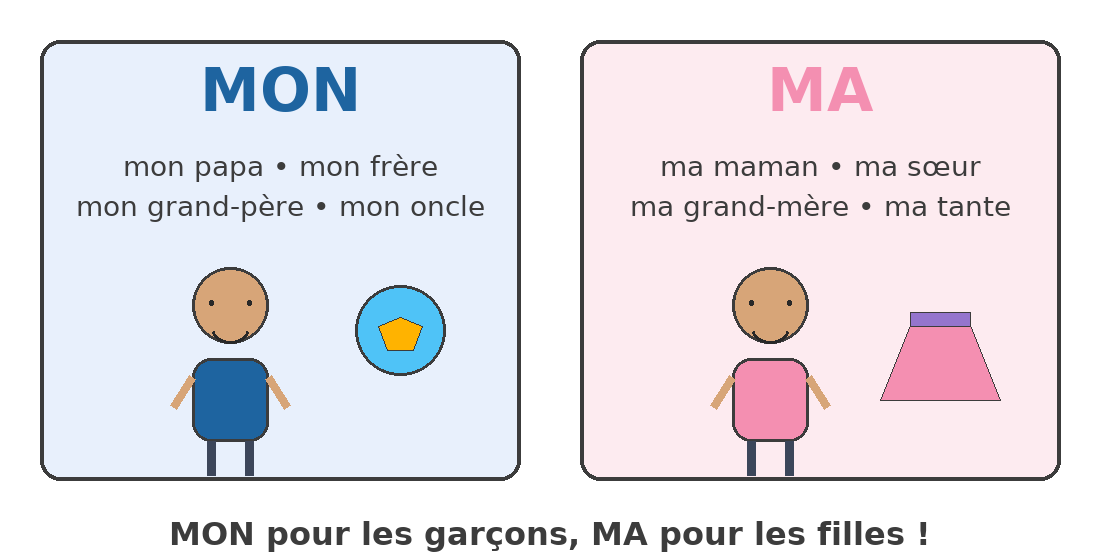 MON
mon papa • mon frère
mon grand-père • mon oncle
MA
ma maman • ma sœur
ma grand-mère • ma tante
MON pour les garçons, MA pour les filles !